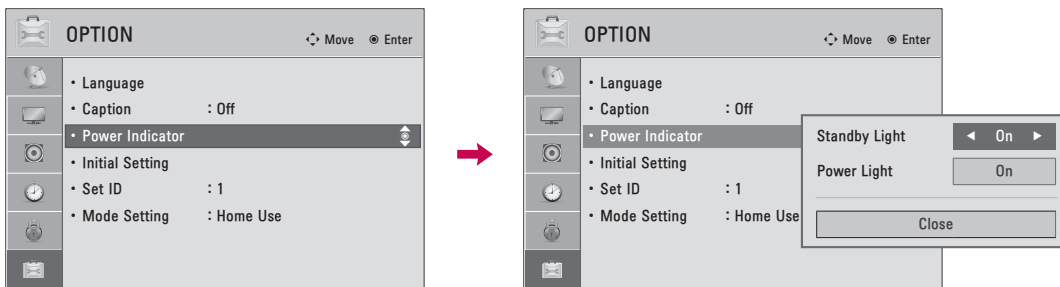 OPTION
Move Enter
• Language
• Caption : Off
• Power Indicator
• Initial Setting
• Set ID : 1
• Mode Setting : Home Use
OPTION
Move Enter
• Language
• Caption : Off
• Power Indicator
• Initial Setting
• Set ID : 1
• Mode Setting : Home Use
Standby Light ◄ On ►
Power Light On
Close